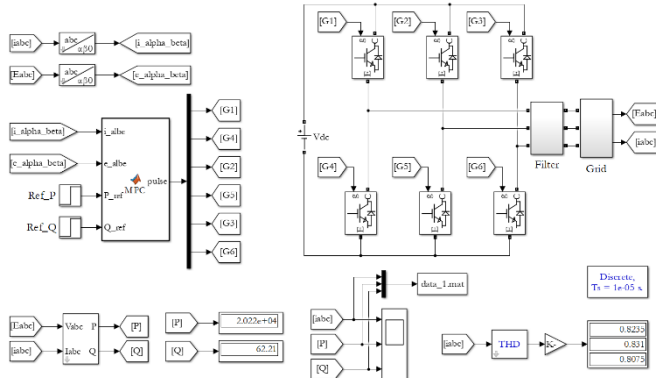 [iabc]
abc
αβ0
[i_alpha_beta]
[Eabc]
abc
αβ0
[e_alpha_beta]
[i_alpha_beta]
i_albe
[e_alpha_beta]
e_albe
Ref_P
P_ref
MPC
pulse
Ref_Q
Q_ref
[G1]
[G4]
[G2]
[G5]
[G3]
[G6]
[G1]
[G2]
[G3]
g
C
E
g
C
E
g
C
E
Vdc
[G4]
[G5]
[G6]
g
C
E
g
C
E
g
C
E
Filter
Grid
[Eabc]
[iabc]
[Eabc]
Vabc
P
[P]
[iabc]
Iabc
Q
[Q]
[P]
2.022e+04
[Q]
62.21
data_1.mat
[iabc]
[P]
[Q]
Discrete,
Ts = 1e-05 s.
[iabc]
THD
K-
0.8235
0.831
0.8075